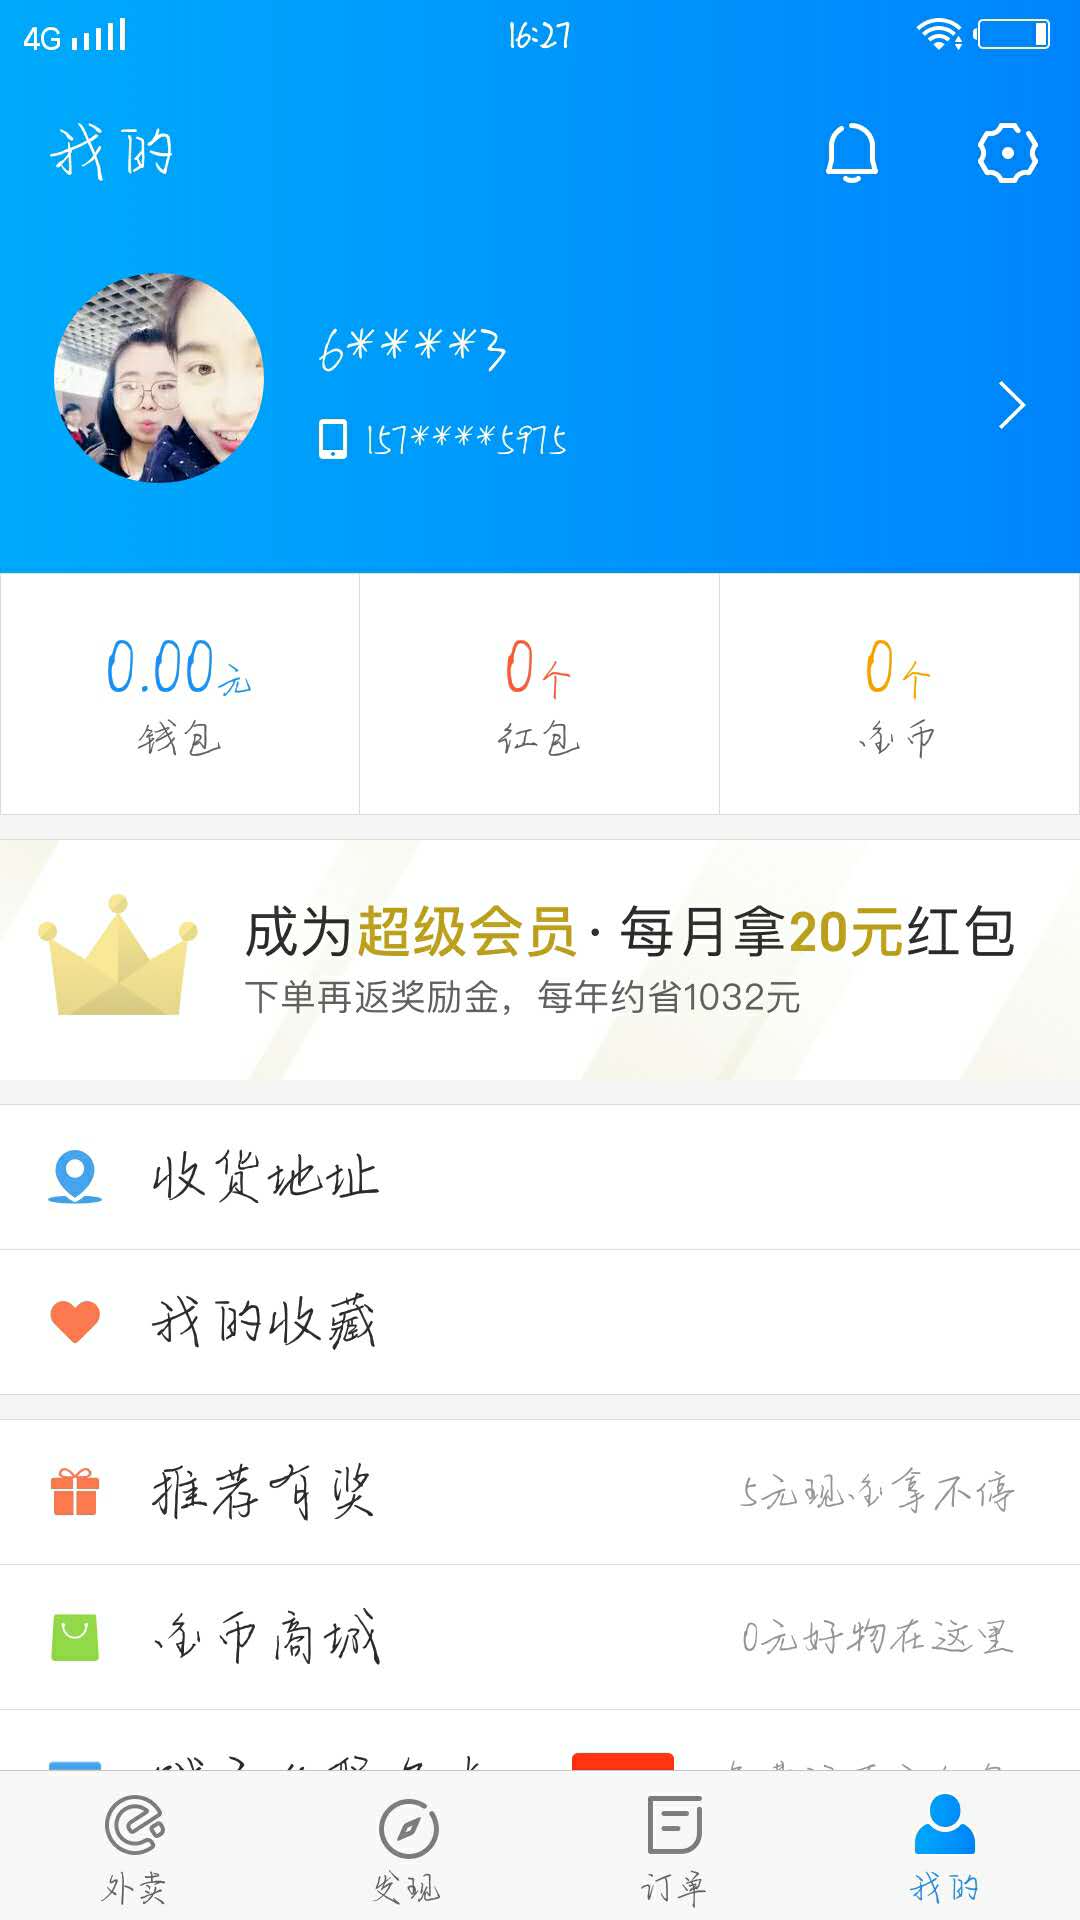 4G 16:27
我的
6****3
157****5975
0.00元 0个 0个
钱包 红包 金币
成为超级会员·每月拿20元红包
下单再返奖励金，每年约省1032元
收货地址
我的收藏
推荐有奖 5元现金拿不停
金币商城 0元好物在这里
外卖 发现 订单 我的